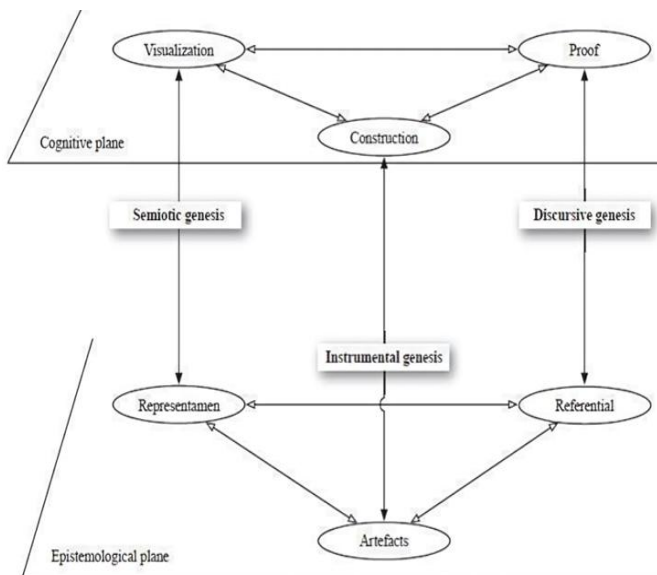 Visualization
Proof
Construction
Cognitive plane
Semiotic genesis
Discursive genesis
Instrumental genesis
Representamen
Referential
Artefacts
Epistemological plane